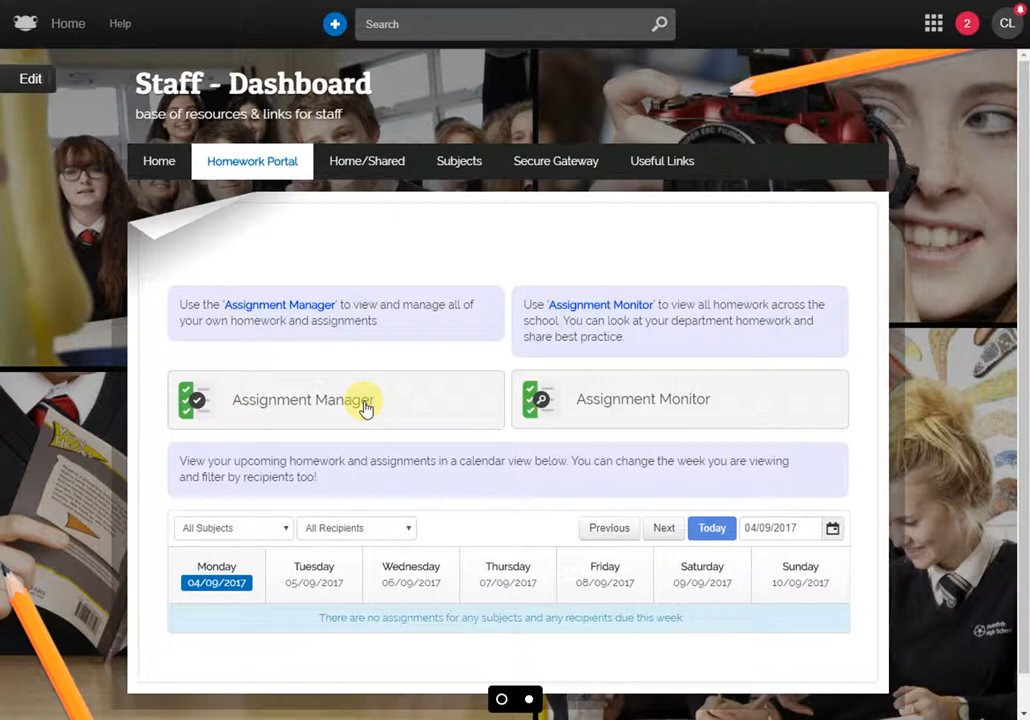 Home
Help
Search
2
CL
Edit
Staff - Dashboard
base of resources & links for staff
Home
Homework Portal
Home/Shared
Subjects
Secure Gateway
Useful Links
Use the 'Assignment Manager' to view and manage all of
your own homework and assignments
Use 'Assignment Monitor' to view all homework across the
school. You can look at your department homework and
share best practice.
Assignment Manager
Assignment Monitor
View your upcoming homework and assignments in a calendar view below. You can change the week you are viewing
and filter by recipients too!
All Subjects
All Recipients
Previous
Next
Today
04/09/2017
Monday
04/09/2017
Tuesday
05/09/2017
Wednesday
06/09/2017
Thursday
07/09/2017
Friday
08/09/2017
Saturday
09/09/2017
Sunday
10/09/2017
There are no assignments for any subjects and any recipients due this week